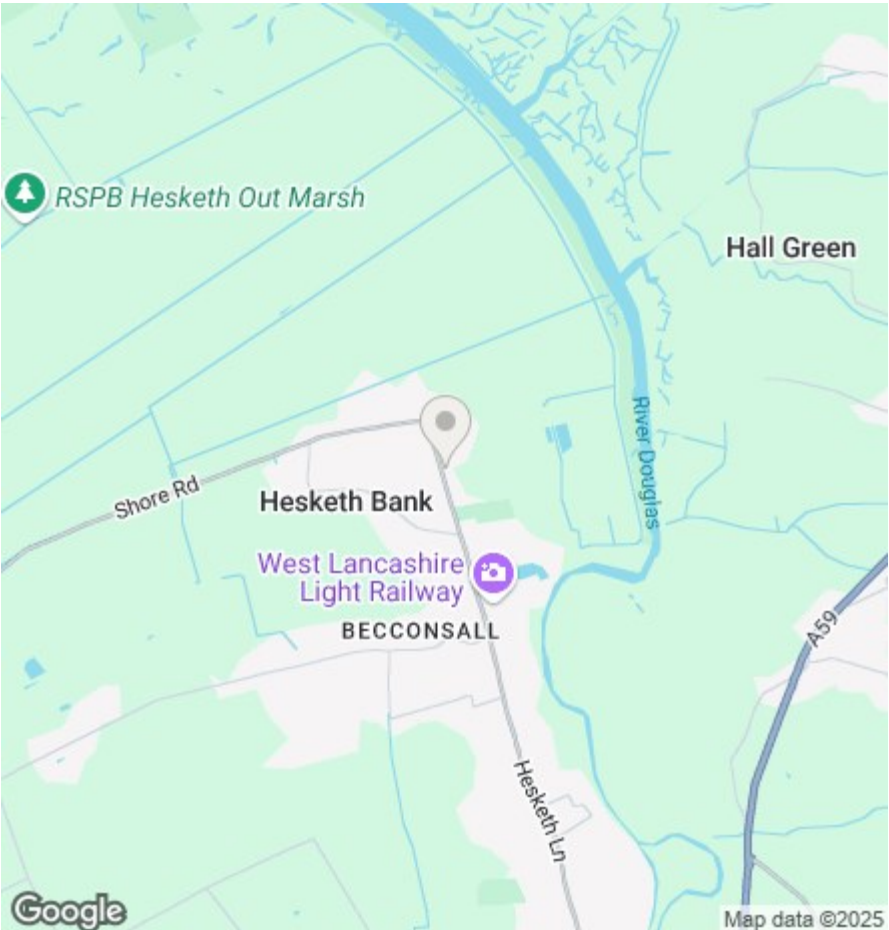 RSPB Hesketh Out Marsh
Hall Green
River Douglas
Shore Rd
Hesketh Bank
West Lancashire
Light Railway
BECCONSALL
A59
Hesketh Ln
Google
Map data ©2025